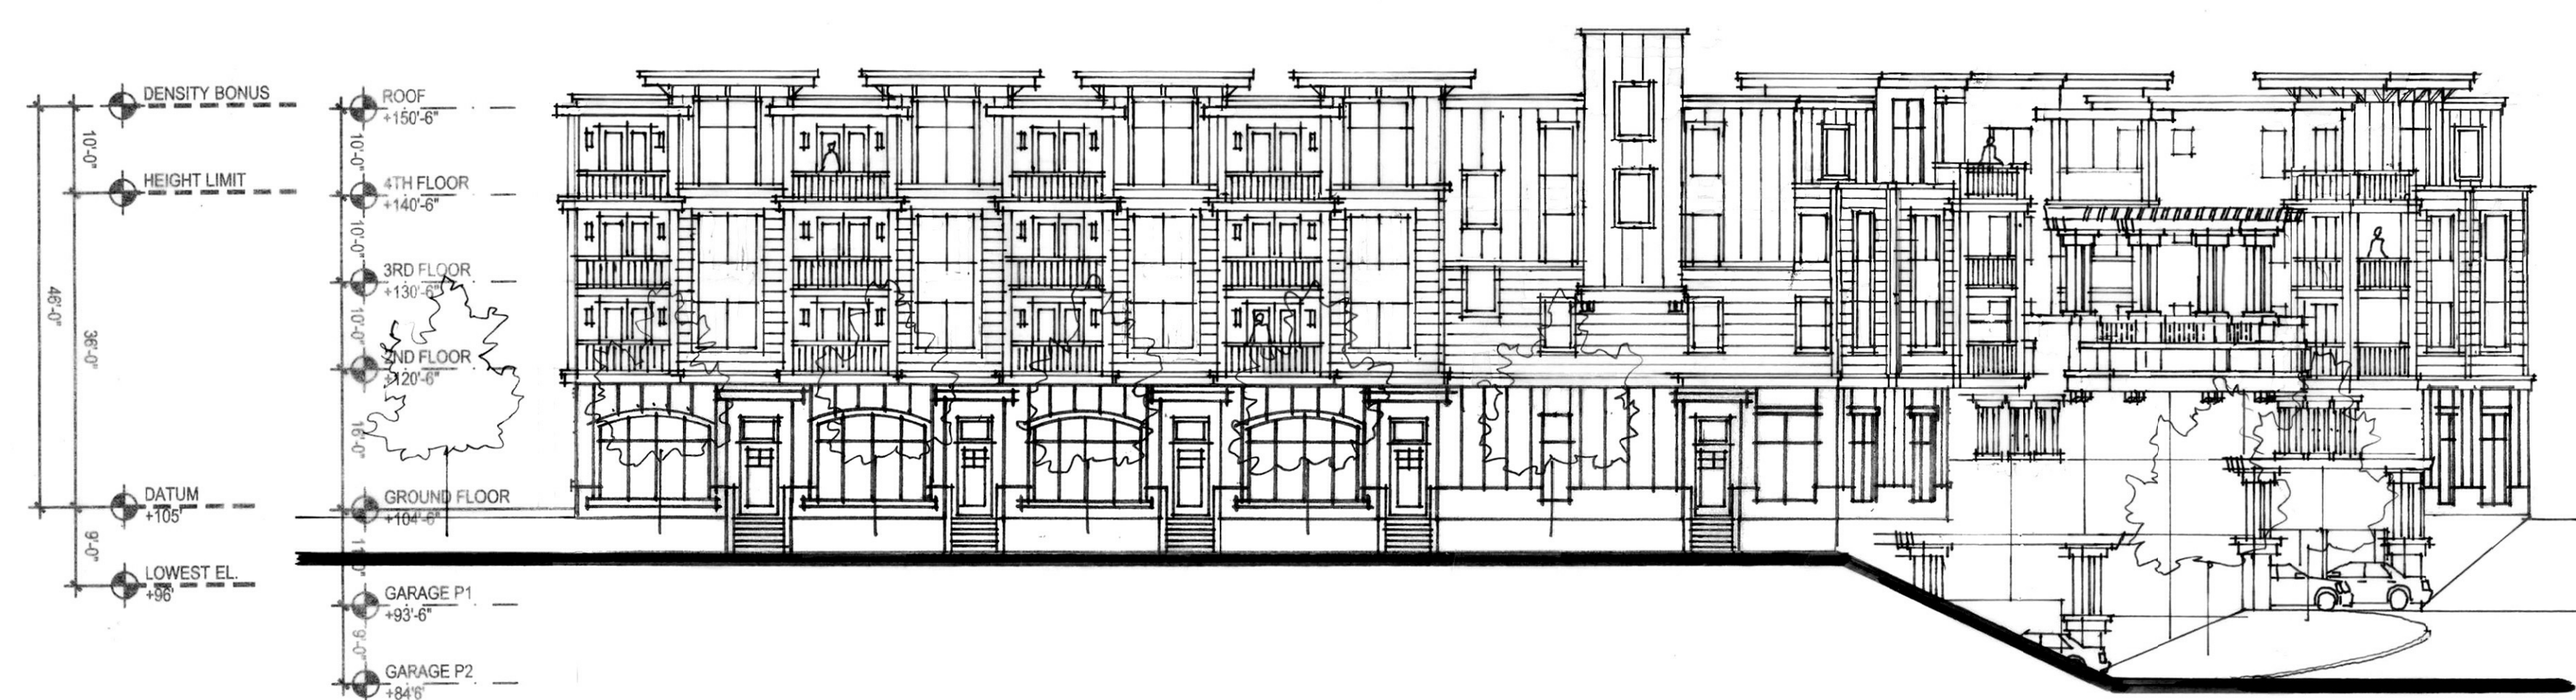 DENSITY BONUS
10'-0"
HEIGHT LIMIT
46'-0"
36'-0"
DATUM
+105'
9'-0"
LOWEST EL.
+96'
ROOF
+150'-6"
10'-0"
4TH FLOOR
+140'-6"
10'-0"
3RD FLOOR
+130'-6"
10'-0"
2ND FLOOR
+120'-6"
16'-0"
GROUND FLOOR
+104'-6"
GARAGE P1
+93'-6"
9'-0"
GARAGE P2
+84'6"